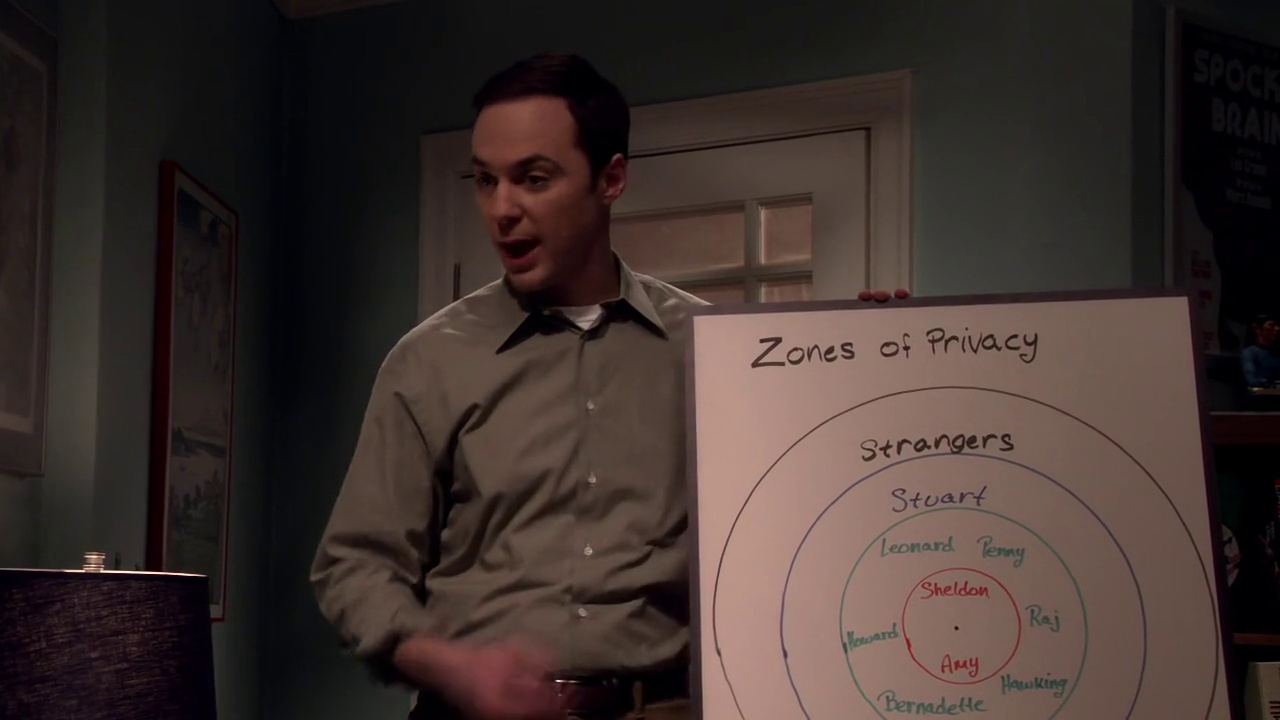 SPOCK
BRAIN
Zones of Privacy
Strangers
Stuart
Leonard Penny
Sheldon
Raj
Howard
Amy
Hawking
Bernadette